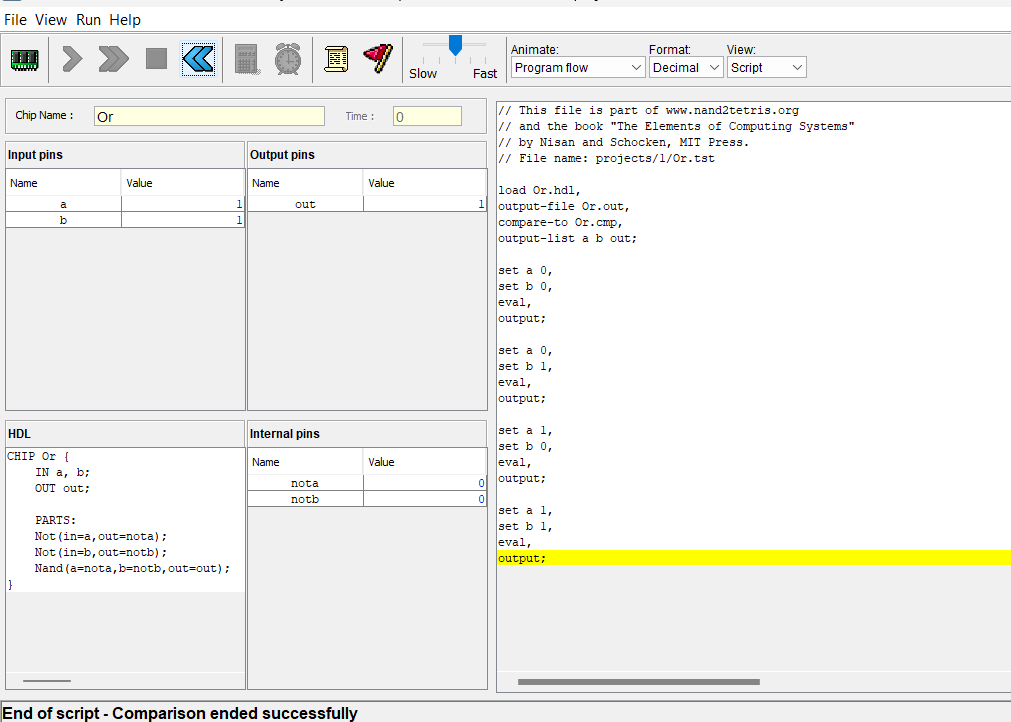 File View Run Help
Slow Fast
Animate: Format: View:
Program flow Decimal Script
Chip Name : Or Time : 0
Input pins
Name Value
a 1
b 1
Output pins
Name Value
out 1
HDL
CHIP Or {
IN a, b;
OUT out;
PARTS:
Not(in=a,out=nota);
Not(in=b,out=notb);
Nand(a=nota,b=notb,out=out);
}
Internal pins
Name Value
nota 0
notb 0
// This file is part of www.nand2tetris.org
// and the book "The Elements of Computing Systems"
// by Nisan and Schocken, MIT Press.
// File name: projects/1/Or.tst
load Or.hdl,
output-file Or.out,
compare-to Or.cmp,
output-list a b out;
set a 0,
set b 0,
eval,
output;
set a 0,
set b 1,
eval,
output;
set a 1,
set b 0,
eval,
output;
set a 1,
set b 1,
eval,
output;
End of script - Comparison ended successfully